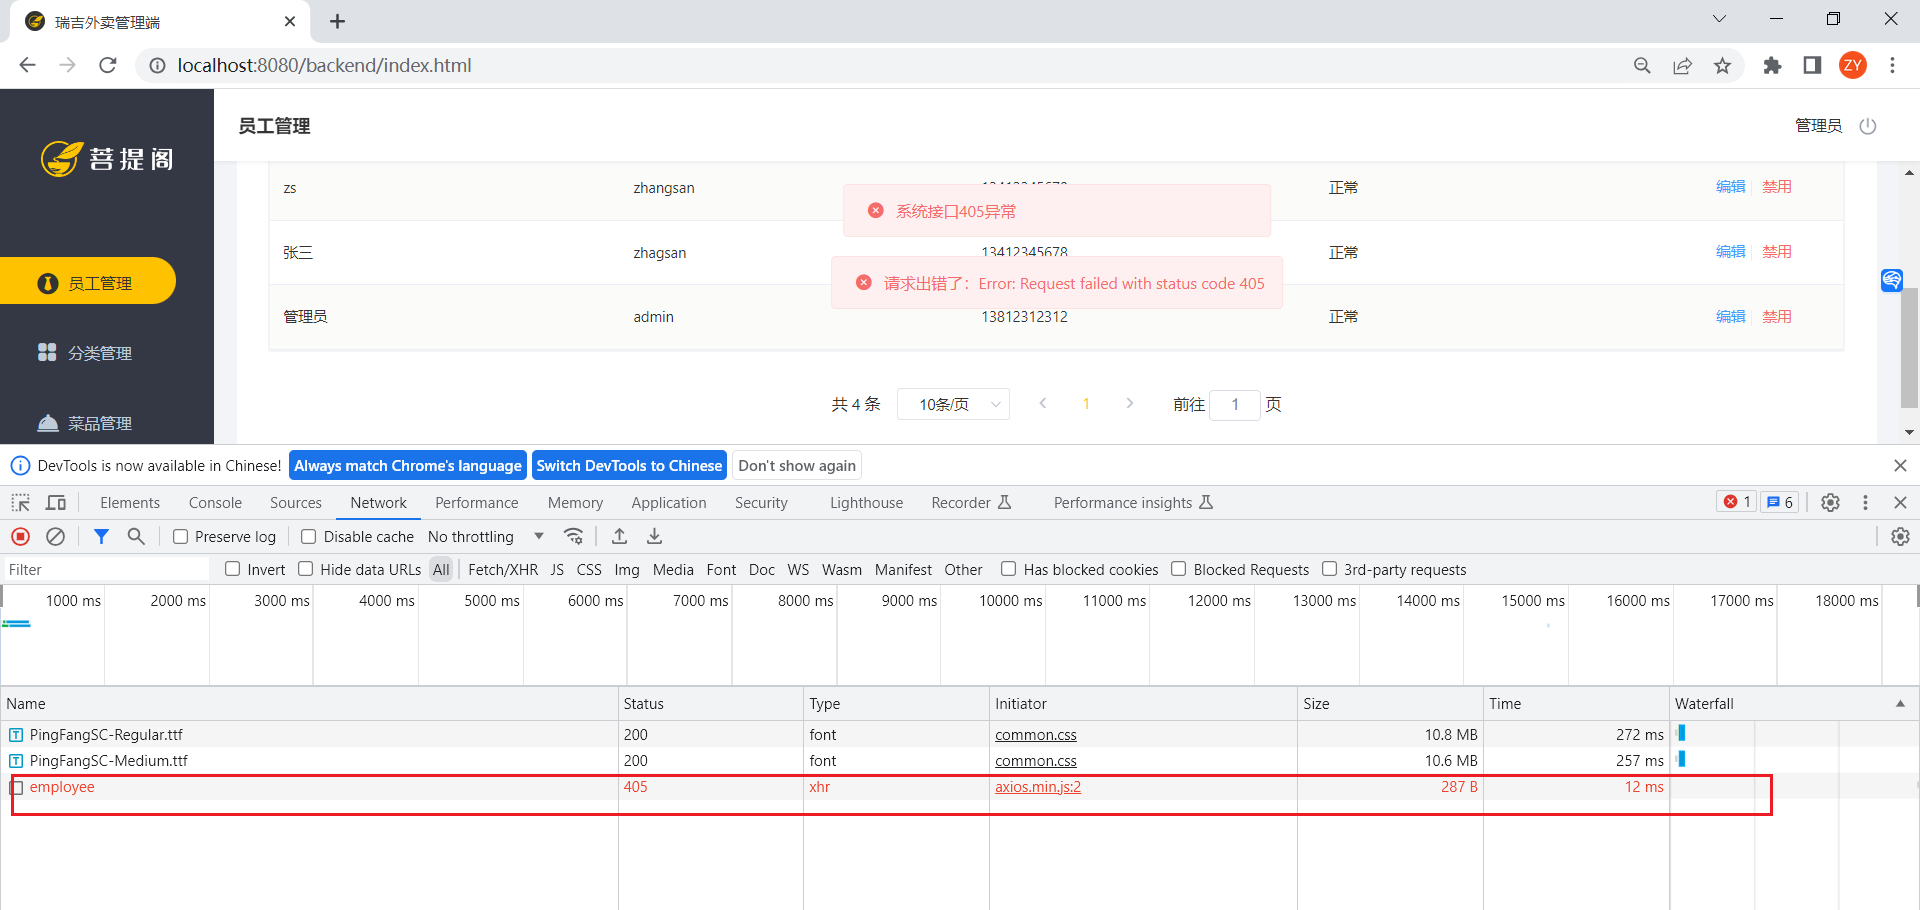 瑞吉外卖管理端
localhost:8080/backend/index.html
ZY
菩提阁
员工管理
管理员
zs zhangsan 正常 编辑 禁用
系统接口405异常
张三 zhagsan 13412345678 正常 编辑 禁用
请求出错了：Error: Request failed with status code 405
管理员 admin 13812312312 正常 编辑 禁用
员工管理
分类管理
菜品管理
共 4 条 10条/页 1 前往 1 页
DevTools is now available in Chinese! Always match Chrome's language Switch DevTools to Chinese Don't show again
Elements Console Sources Network Performance Memory Application Security Lighthouse Recorder Performance insights 1 6
Preserve log Disable cache No throttling
Filter Invert Hide data URLs All Fetch/XHR JS CSS Img Media Font Doc WS Wasm Manifest Other Has blocked cookies Blocked Requests 3rd-party requests
1000 ms 2000 ms 3000 ms 4000 ms 5000 ms 6000 ms 7000 ms 8000 ms 9000 ms 10000 ms 11000 ms 12000 ms 13000 ms 14000 ms 15000 ms 16000 ms 17000 ms 18000 ms
Name Status Type Initiator Size Time Waterfall
PingFangSC-Regular.ttf 200 font common.css 10.8 MB 272 ms
PingFangSC-Medium.ttf 200 font common.css 10.6 MB 257 ms
employee 405 xhr axios.min.js:2 287 B 12 ms